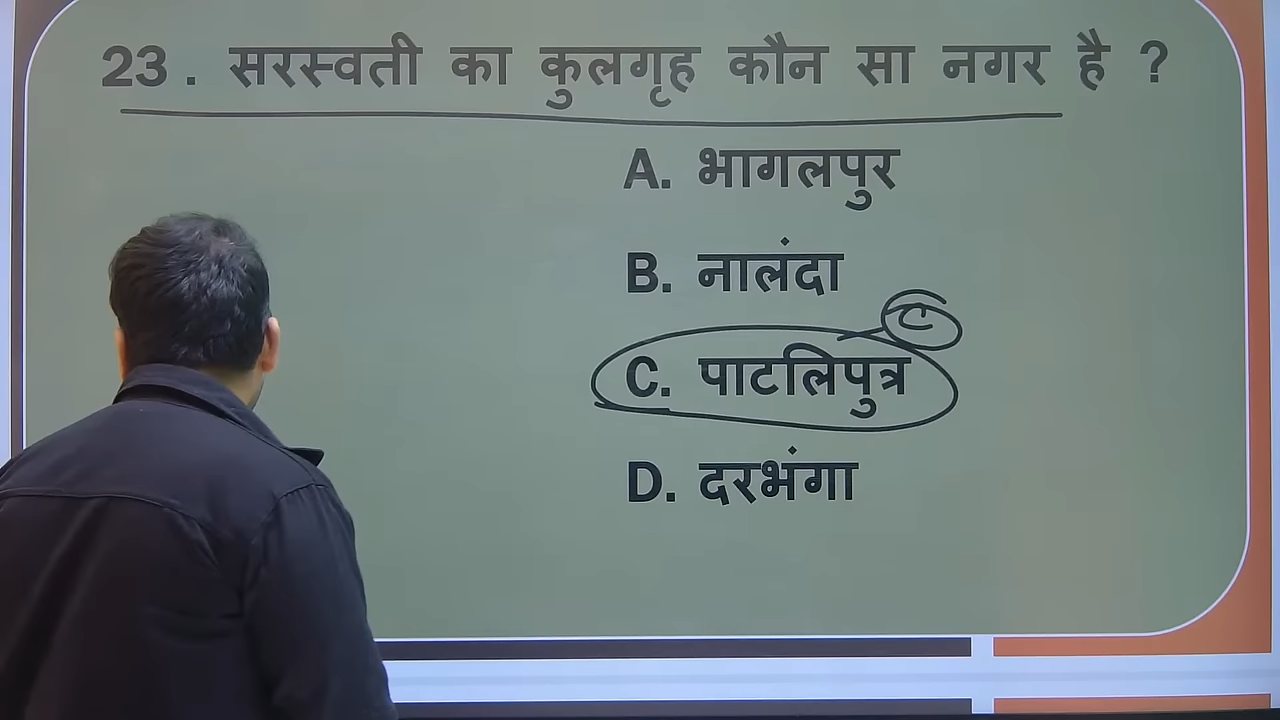 23. सरस्वती का कुलगृह कौन सा नगर है ?
A. भागलपुर
B. नालंदा
C
C. पाटलिपुत्र
D. दरभंगा